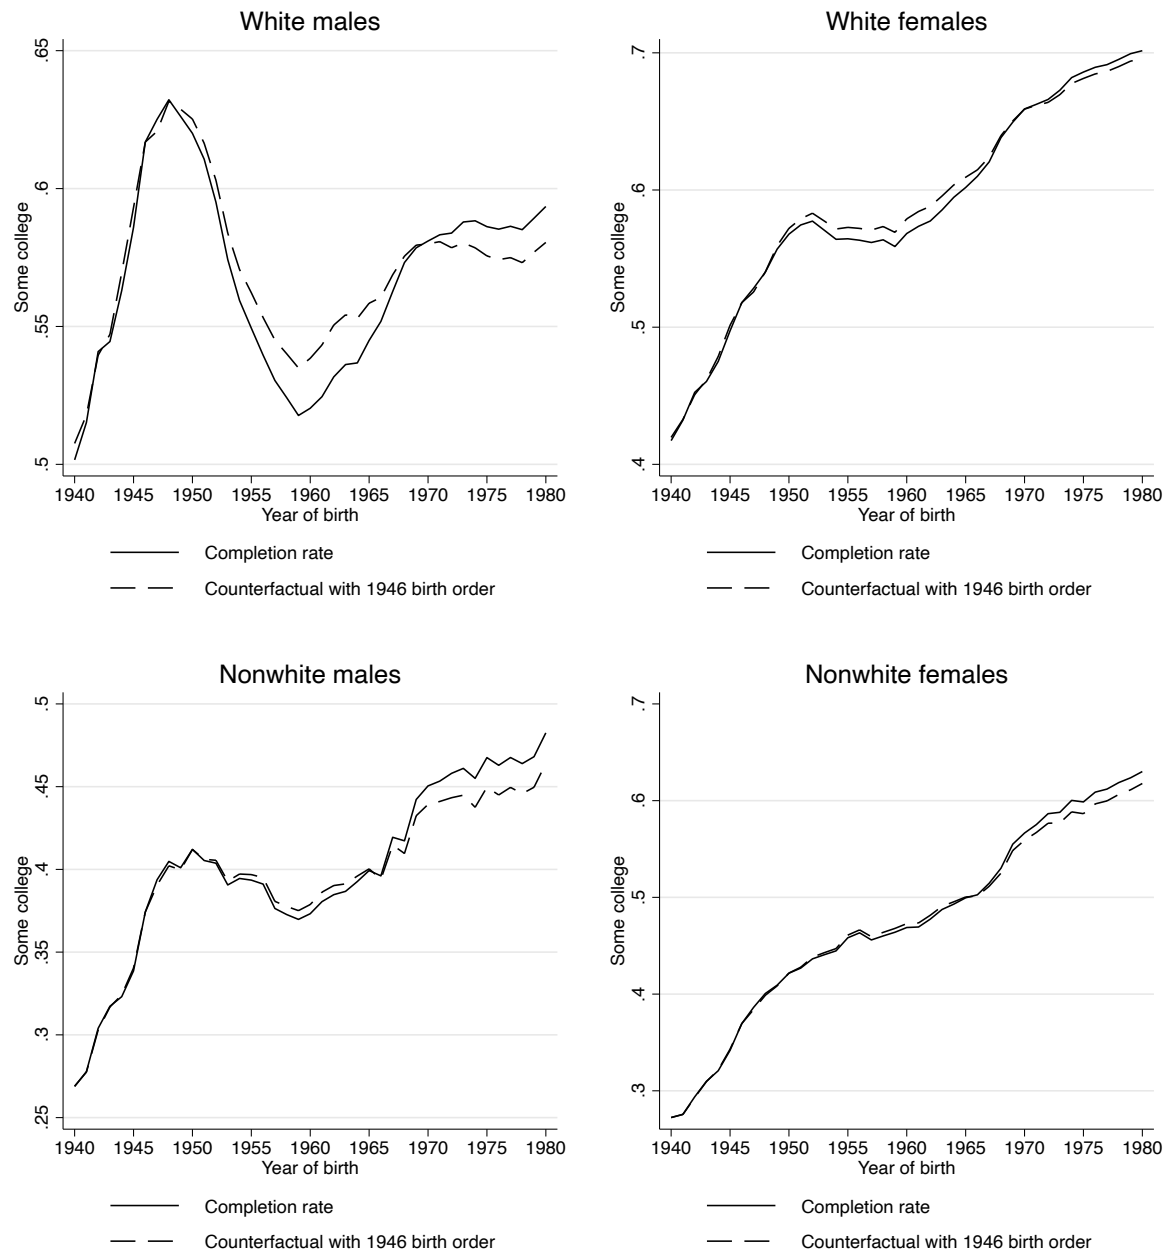 White males
.65
.6
.55
.5
Some college
1940 1945 1950 1955 1960 1965 1970 1975 1980
Year of birth
Completion rate
Counterfactual with 1946 birth order
White females
.7
.6
.5
.4
Some college
1940 1945 1950 1955 1960 1965 1970 1975 1980
Year of birth
Completion rate
Counterfactual with 1946 birth order
Nonwhite males
.5
.45
.4
.35
.3
.25
Some college
1940 1945 1950 1955 1960 1965 1970 1975 1980
Year of birth
Completion rate
Counterfactual with 1946 birth order
Nonwhite females
.7
.6
.5
.4
.3
Some college
1940 1945 1950 1955 1960 1965 1970 1975 1980
Year of birth
Completion rate
Counterfactual with 1946 birth order